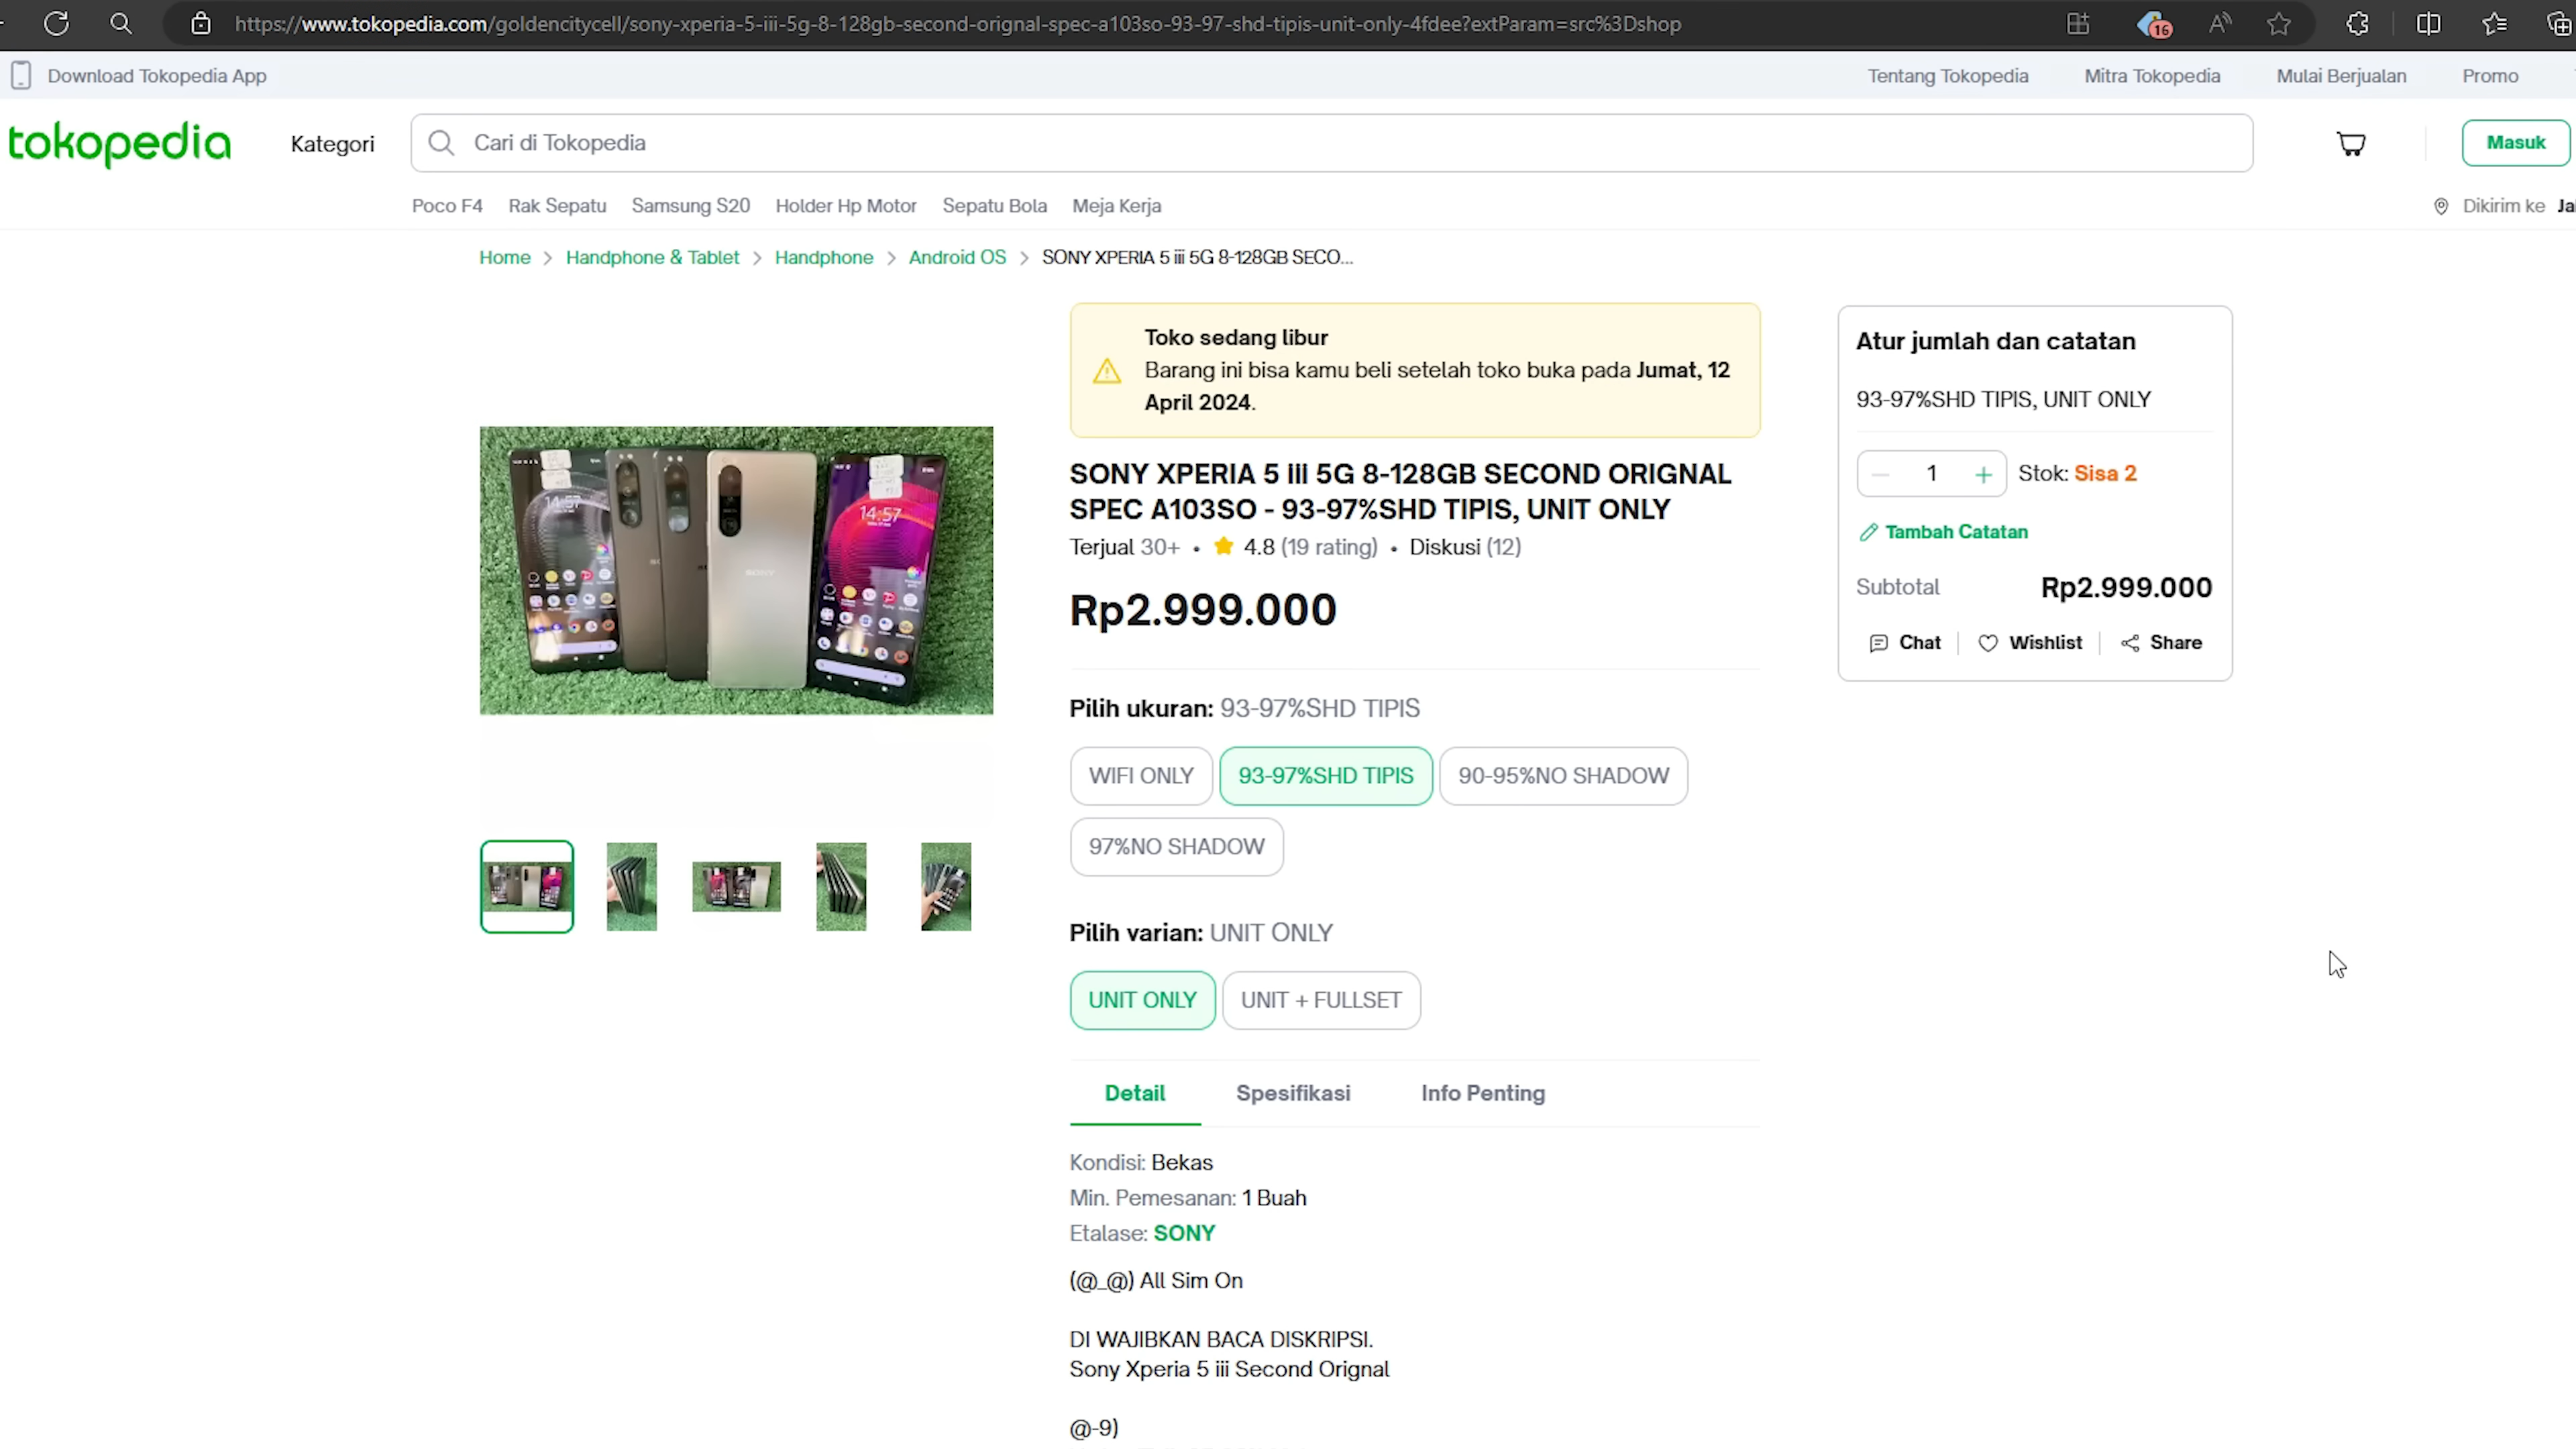 https://www.tokopedia.com/goldencitycell/sony-xperia-5-iii-5g-8-128gb-second-orignal-spec-a103so-93-97-shd-tipis-unit-only-4fdee?extParam=src%3Dshop
16
Download Tokopedia App
Tentang Tokopedia
Mitra Tokopedia
Mulai Berjualan
Promo
tokopedia
Kategori
Cari di Tokopedia
Masuk
Poco F4
Rak Sepatu
Samsung S20
Holder Hp Motor
Sepatu Bola
Meja Kerja
Dikirim ke Ja
Home > Handphone & Tablet > Handphone > Android OS > SONY XPERIA 5 iii 5G 8-128GB SECO...
Toko sedang libur
Barang ini bisa kamu beli setelah toko buka pada Jumat, 12
April 2024.
SONY XPERIA 5 iii 5G 8-128GB SECOND ORIGNAL
SPEC A103SO - 93-97%SHD TIPIS, UNIT ONLY
Terjual 30+ • 4.8 (19 rating) • Diskusi (12)
Rp2.999.000
14:57
SONY
14:57
Pilih ukuran: 93-97%SHD TIPIS
WIFI ONLY
93-97%SHD TIPIS
90-95%NO SHADOW
97%NO SHADOW
Pilih varian: UNIT ONLY
UNIT ONLY
UNIT + FULLSET
Detail
Spesifikasi
Info Penting
Kondisi: Bekas
Min. Pemesanan: 1 Buah
Etalase: SONY
(@_@) All Sim On
DI WAJIBKAN BACA DISKRIPSI.
Sony Xperia 5 iii Second Orignal
@-9)
Atur jumlah dan catatan
93-97%SHD TIPIS, UNIT ONLY
1
Stok: Sisa 2
Tambah Catatan
Subtotal
Rp2.999.000
Chat
Wishlist
Share